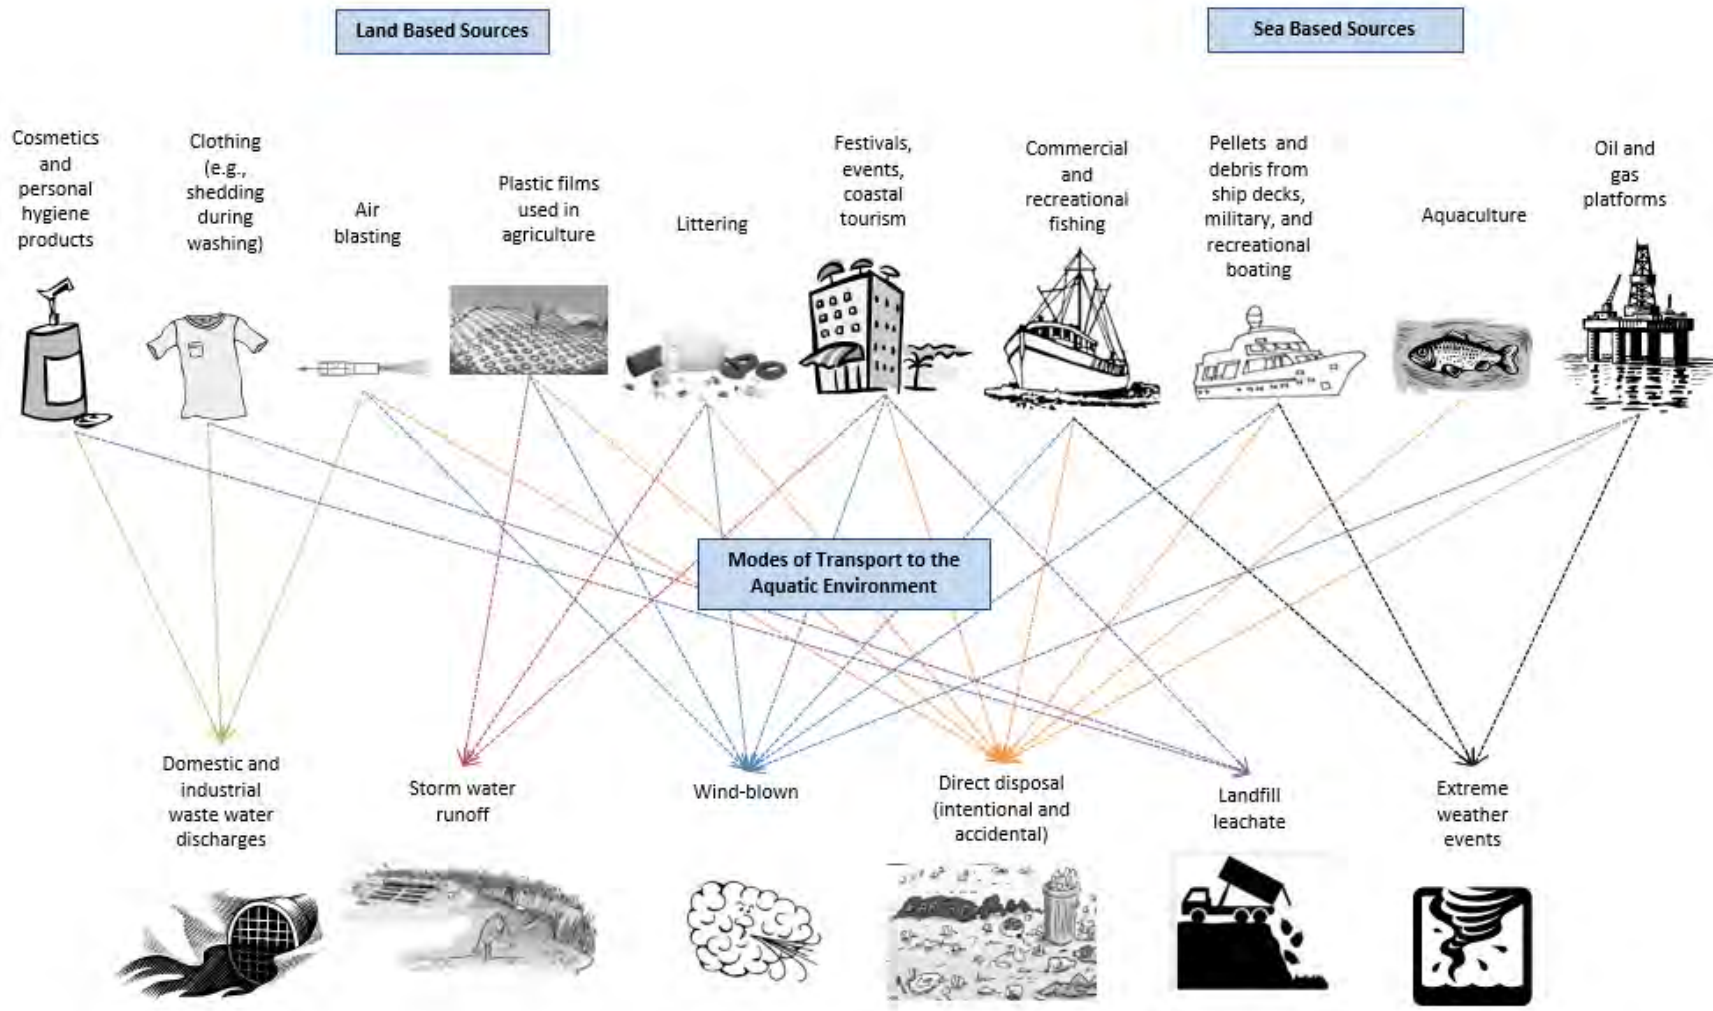 Land Based Sources
Sea Based Sources
Cosmetics
and
personal
hygiene
products
Clothing
(e.g.,
shedding
during
washing)
Air
blasting
Plastic films
used in
agriculture
Littering
Festivals,
events,
coastal
tourism
Commercial
and
recreational
fishing
Pellets and
debris from
ship decks,
military, and
recreational
boating
Aquaculture
Oil and
gas
platforms
Modes of Transport to the
Aquatic Environment
Domestic and
industrial
waste water
discharges
Storm water
runoff
Wind-blown
Direct disposal
(intentional and
accidental)
Landfill
leachate
Extreme
weather
events